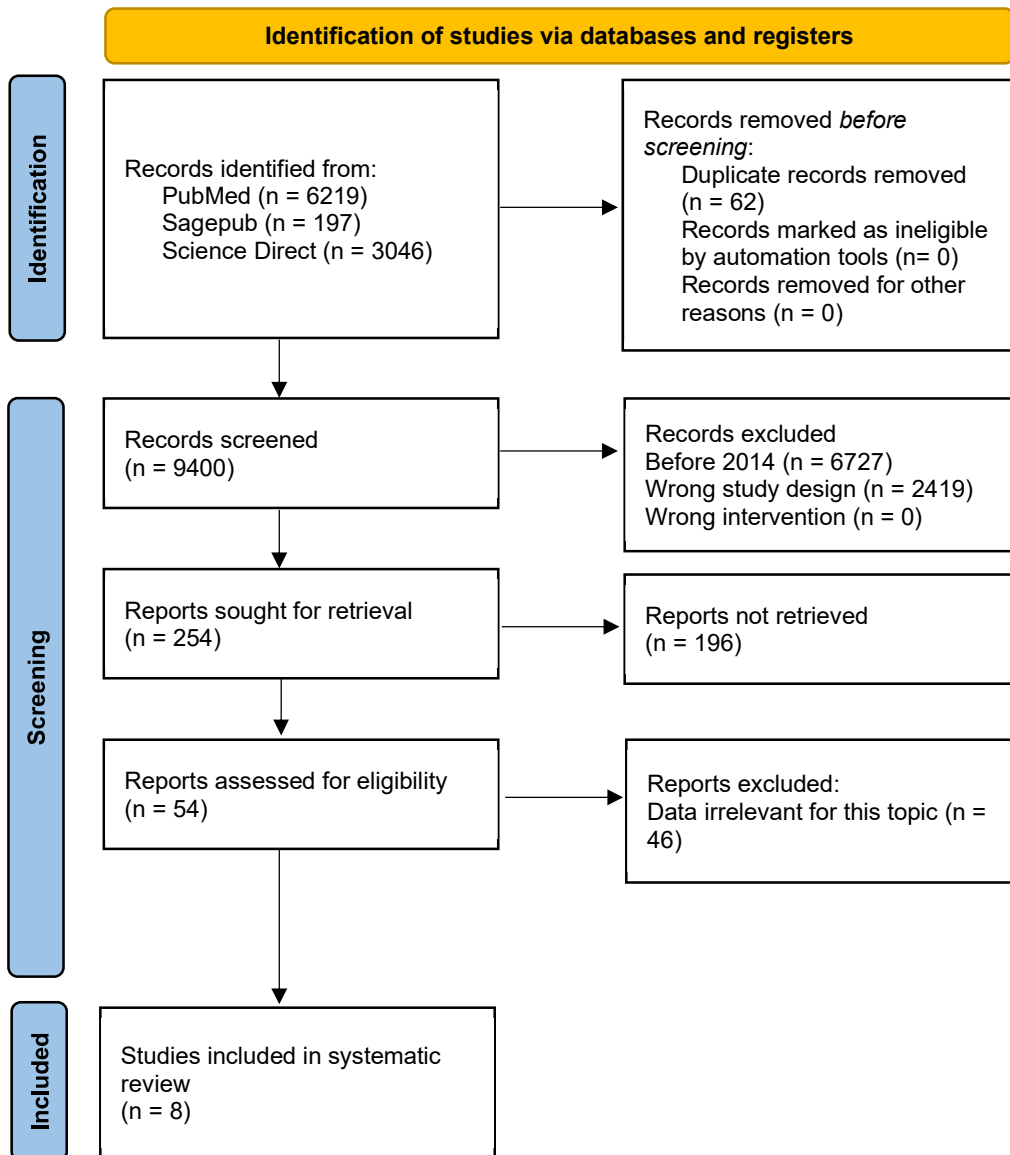 Identification of studies via databases and registers
Identification
Records identified from:
PubMed (n = 6219)
Sagepub (n = 197)
Science Direct (n = 3046)
Records removed before
screening:
Duplicate records removed
(n = 62)
Records marked as ineligible
by automation tools (n= 0)
Records removed for other
reasons (n = 0)
Screening
Records screened
(n = 9400)
Records excluded
Before 2014 (n = 6727)
Wrong study design (n = 2419)
Wrong intervention (n = 0)
Reports sought for retrieval
(n = 254)
Reports not retrieved
(n = 196)
Reports assessed for eligibility
(n = 54)
Reports excluded:
Data irrelevant for this topic (n =
46)
Included
Studies included in systematic
review
(n = 8)